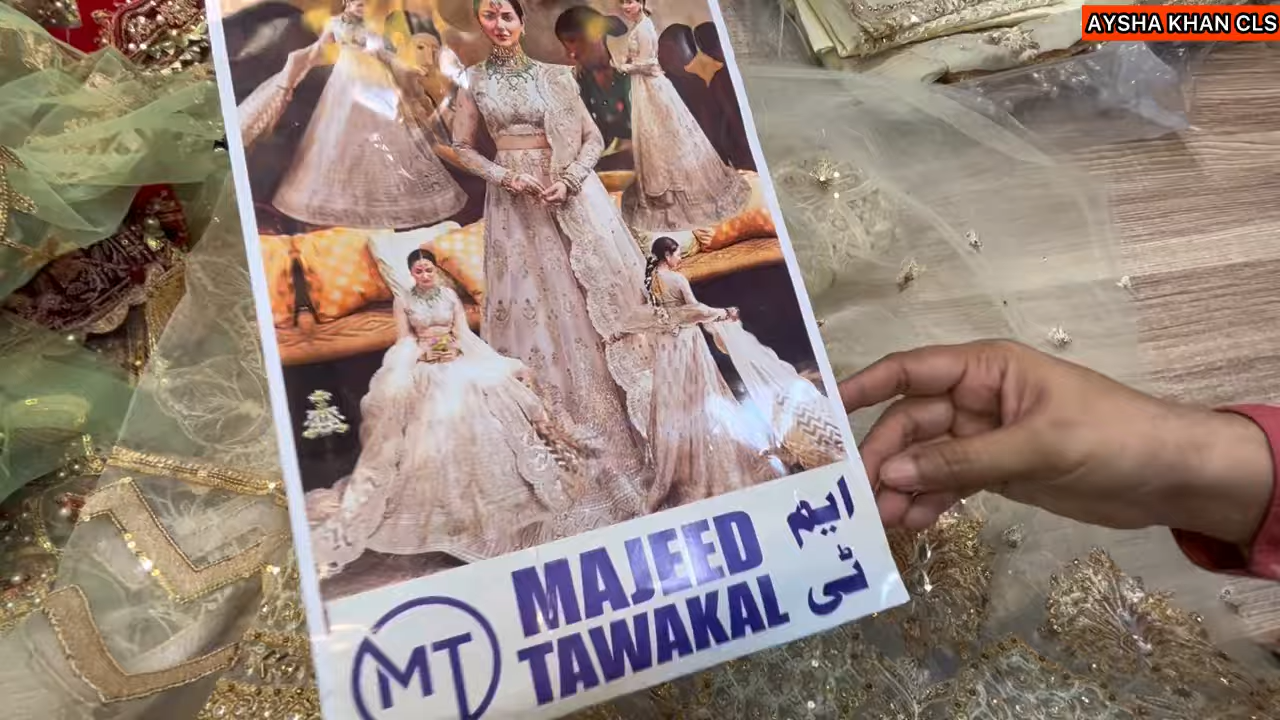 AYSHA KHAN CLS
MT
MAJEED
TAWAKAL
ایم
ٹی